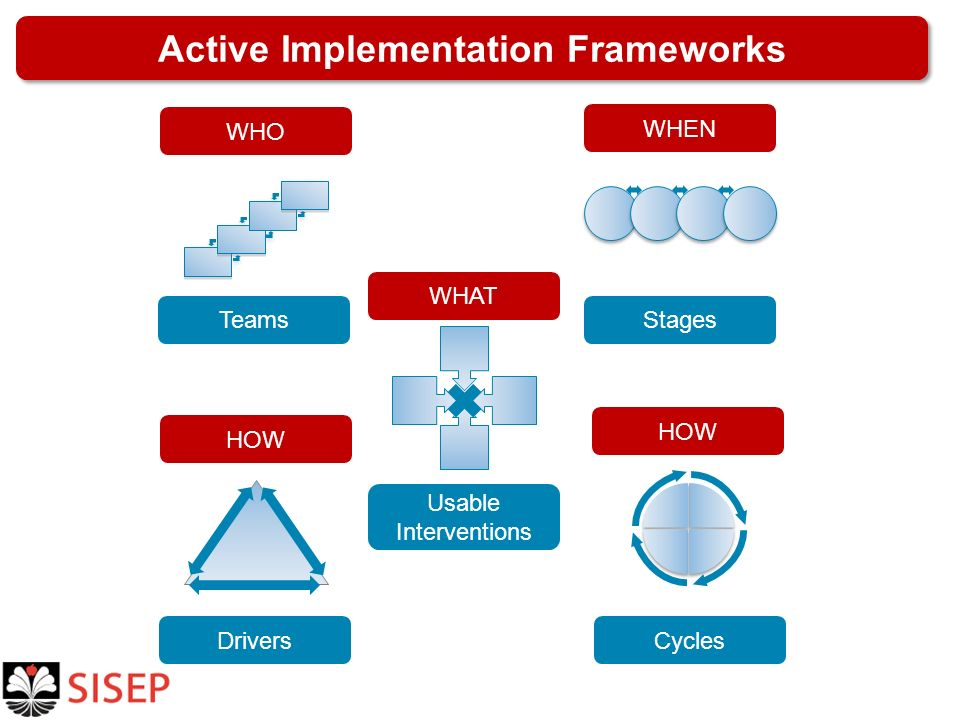 Active Implementation Frameworks
WHO
WHEN
Teams
WHAT
Stages
HOW
HOW
Usable
Interventions
Drivers
Cycles
SISEP